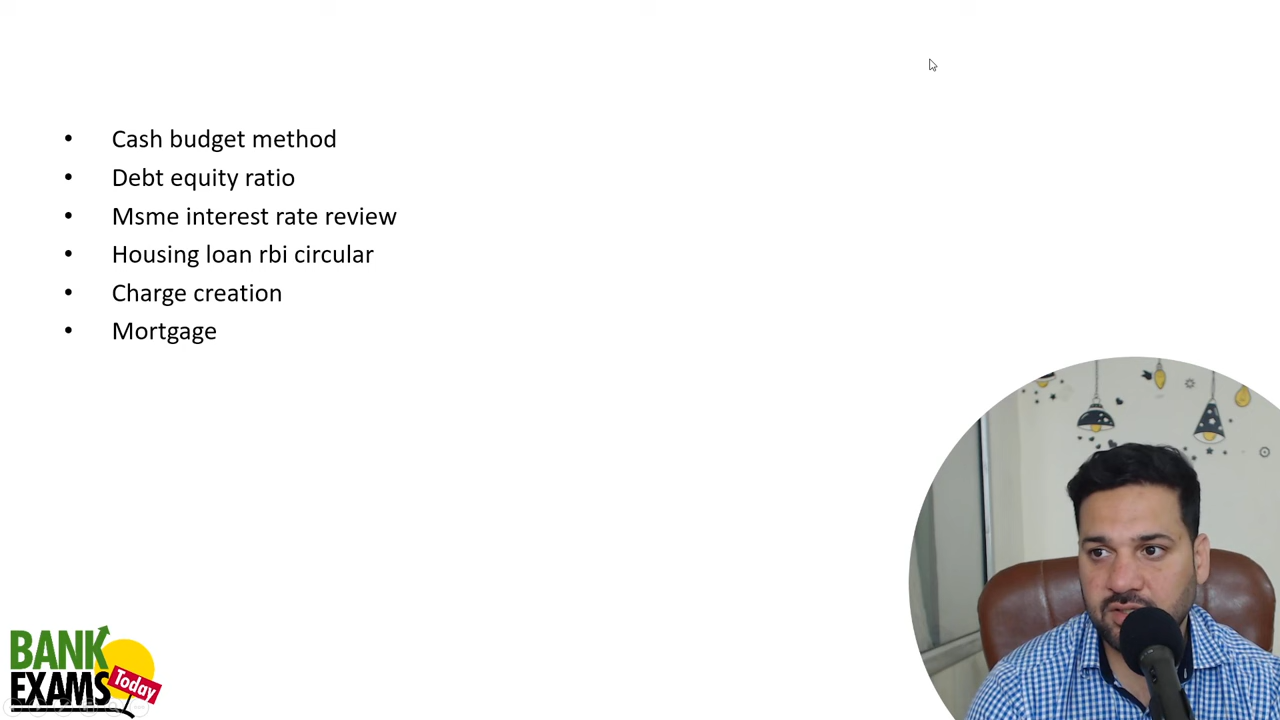 • Cash budget method
• Debt equity ratio
• Msme interest rate review
• Housing loan rbi circular
• Charge creation
• Mortgage
BANK
EXAMS Today